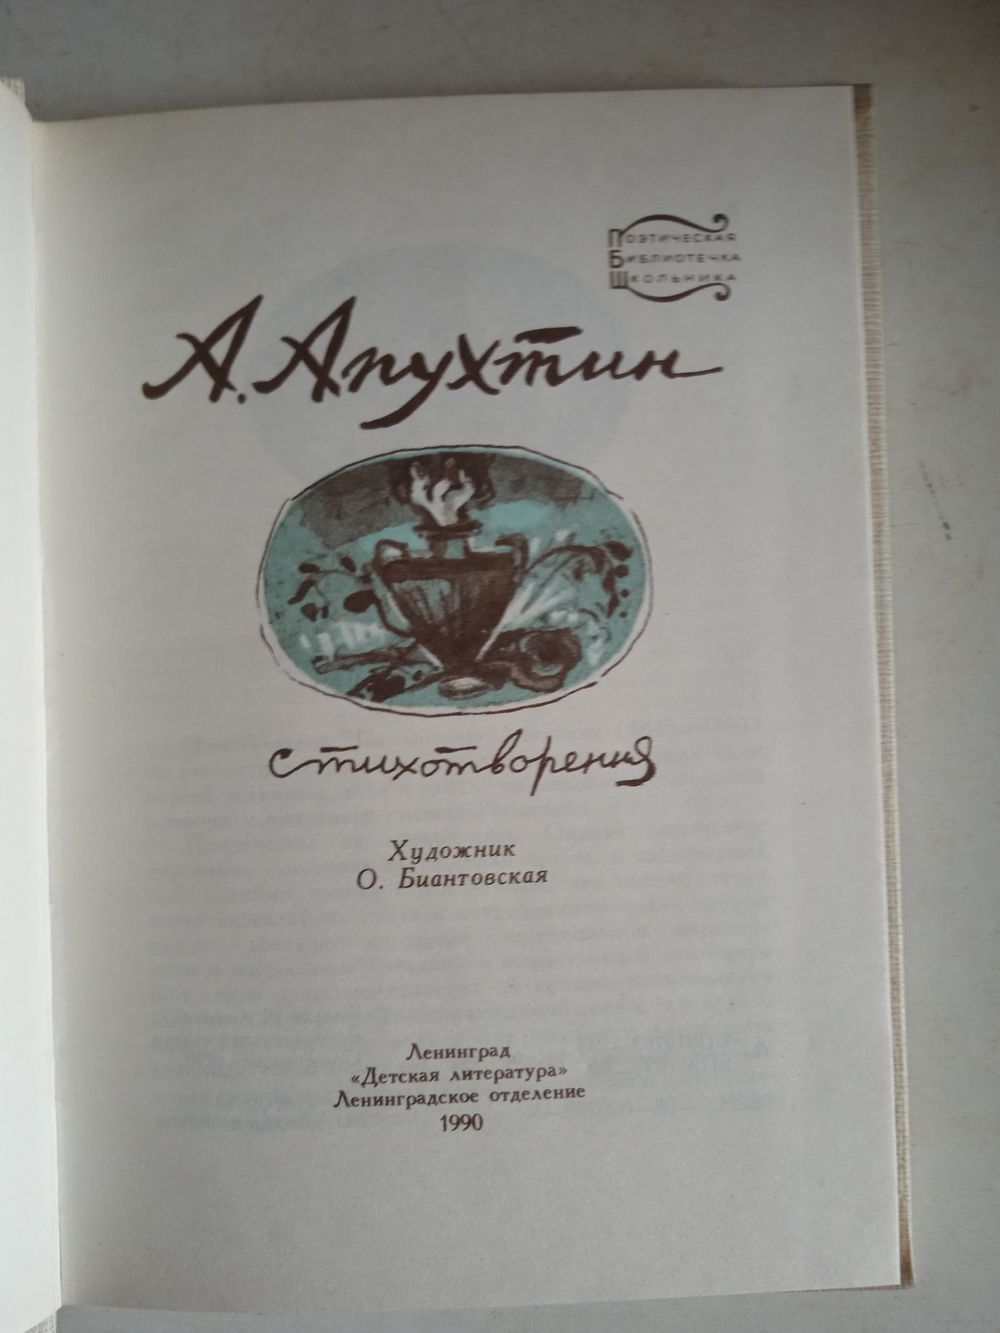 Поэтическая
Библиотечка
Школьника
А. Апухтин
стихотворения
Художник
О. Биантовская
Ленинград
«Детская литература»
Ленинградское отделение
1990